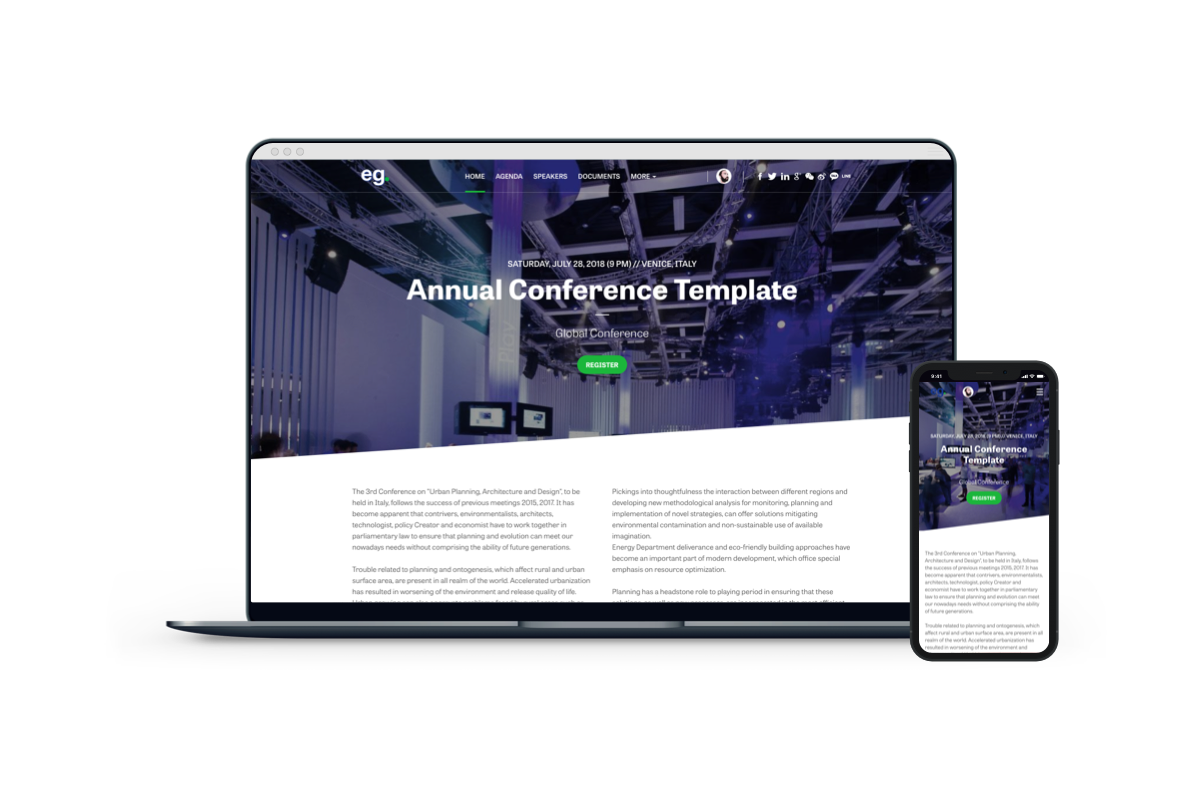 eg.
HOME AGENDA SPEAKERS DOCUMENTS MORE
LINE
SATURDAY, JULY 28, 2018 (9 PM) // VENICE, ITALY
Annual Conference Template
Global Conference
REGISTER
The 3rd Conference on "Urban Planning, Architecture and Design", to be
held in Italy, follows the success of previous meetings 2015, 2017. It has
become apparent that contrivers, environmentalists, architects,
technologist, policy Creator and economist have to work together in
parliamentary law to ensure that planning and evolution can meet our
nowadays needs without comprising the ability of future generations.
Trouble related to planning and ontogenesis, which affect rural and urban
surface area, are present in all realm of the world. Accelerated urbanization
has resulted in worsening of the environment and release quality of life.
Pickings into thoughtfulness the interaction between different regions and
developing new methodological analysis for monitoring, planning and
implementation of novel strategies, can offer solutions mitigating
environmental contamination and non-sustainable use of available
imagination.
Energy Department deliverance and eco-friendly building approaches have
become an important part of modern development, which office special
emphasis on resource optimization.
Planning has a headstone role to playing period in ensuring that these
9:41
SATURDAY, JULY 28, 2018 (9 PM) // VENICE, ITALY
Annual Conference
Template
Global Conference
REGISTER
The 3rd Conference on "Urban Planning,
Architecture and Design", to be held in Italy, follows
the success of previous meetings 2015, 2017. It has
become apparent that contrivers, environmentalists,
architects, technologist, policy Creator and
economist have to work together in parliamentary
law to ensure that planning and evolution can meet
our nowadays needs without comprising the ability
of future generations.
Trouble related to planning and ontogenesis, which
affect rural and urban surface area, are present in all
realm of the world. Accelerated urbanization has
resulted in worsening of the environment and